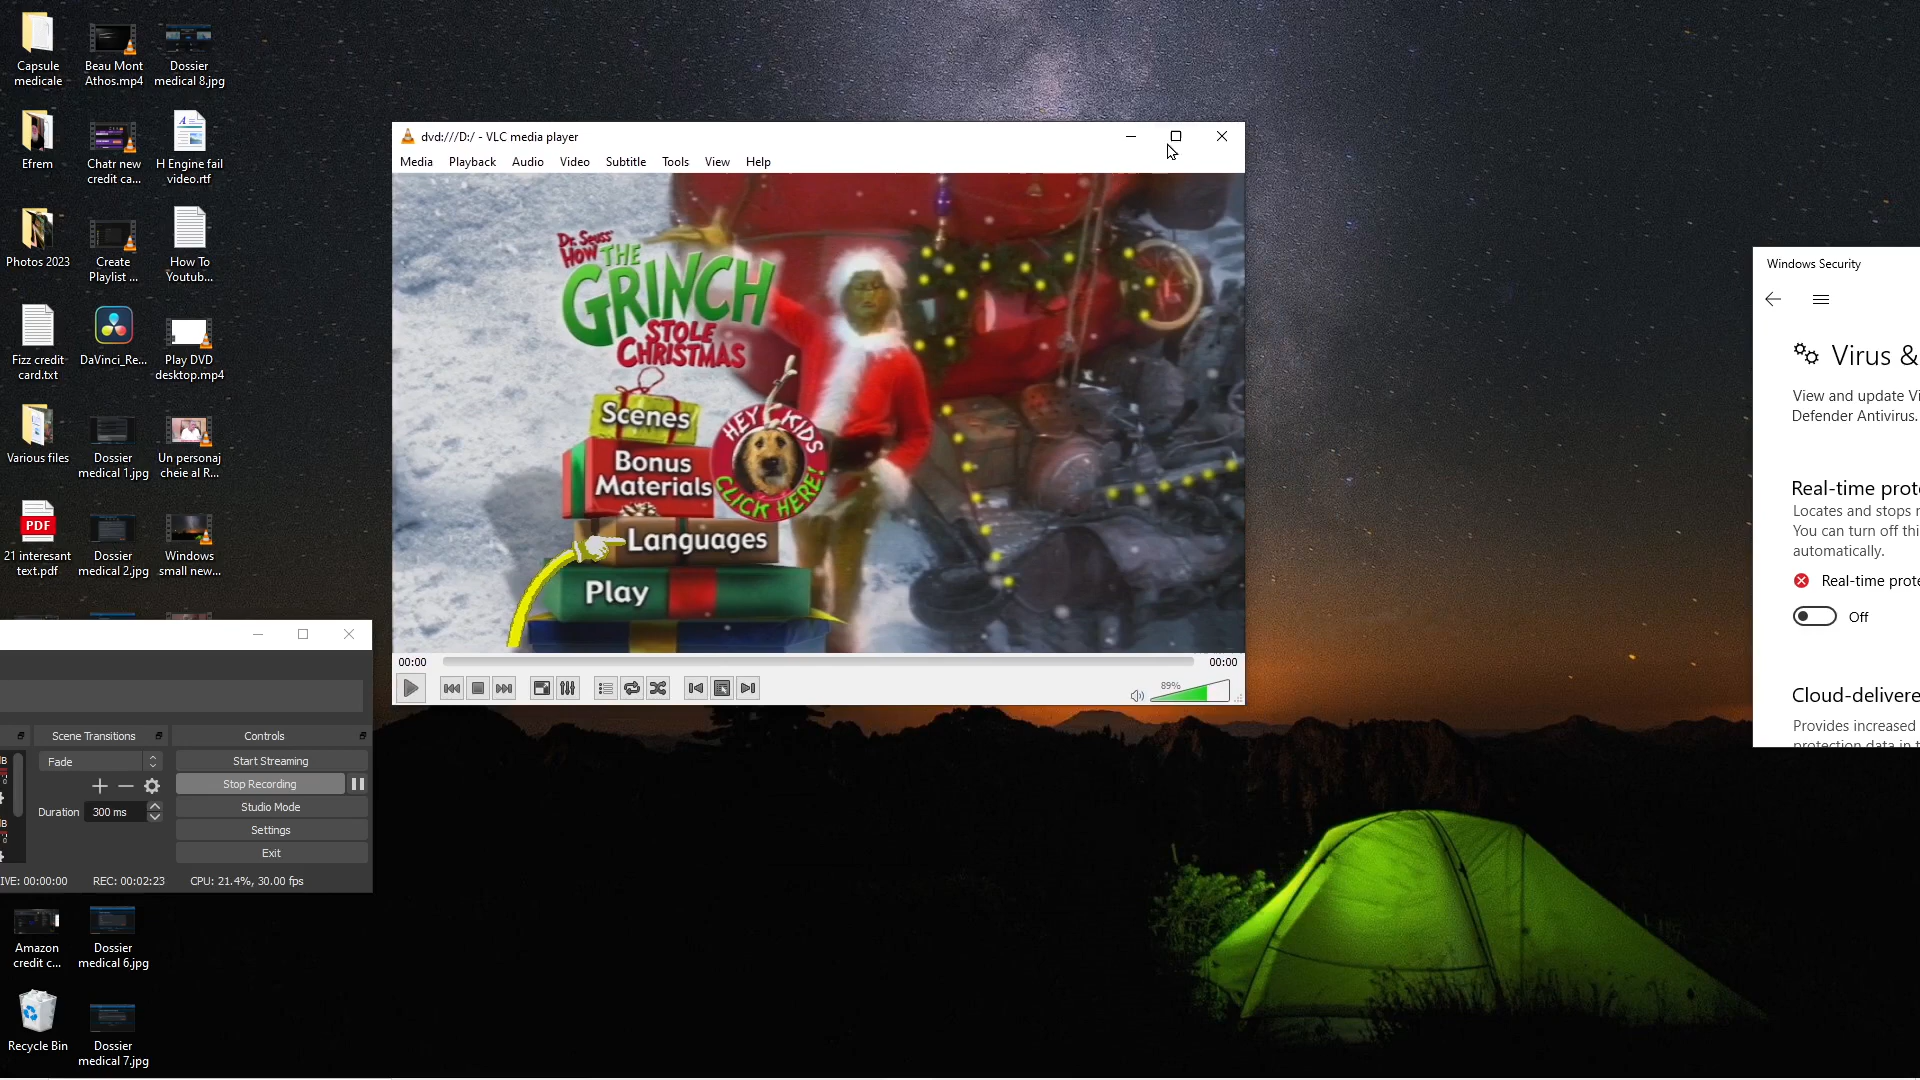 Capsule
medicale
Beau Mont
Athos.mp4
Dossier
medical 8.jpg
Efrem
Chatr new
credit ca...
H Engine fail
video.rtf
Photos 2023
Create
Playlist ...
How To
Youtub...
Fizz credit
card.txt
DaVinci_Re...
Play DVD
desktop.mp4
Various files
Dossier
medical 1.jpg
Un personaj
cheie al R...
PDF
21 interesant
text.pdf
Dossier
medical 2.jpg
Windows
small new...
dvd:///D:/ - VLC media player
Media
Playback
Audio
Video
Subtitle
Tools
View
Help
Dr. Seuss'
HOW THE
GRINCH
STOLE
CHRISTMAS
Scenes
HEY KIDS
CLICK HERE!
Bonus
Materials
Languages
Play
00:00
00:00
89%
Windows Security
Virus &
View and update Vi
Defender Antivirus.
Real-time prote
Locates and stops
You can turn off thi
automatically.
Real-time prote
Off
Cloud-delivere
Provides increased
protection data in
Scene Transitions
Controls
Fade
Start Streaming
Stop Recording
Studio Mode
Duration
300 ms
Settings
Exit
IVE: 00:00:00
REC: 00:02:23
CPU: 21.4%, 30.00 fps
Amazon
credit c...
Dossier
medical 6.jpg
Recycle Bin
Dossier
medical 7.jpg